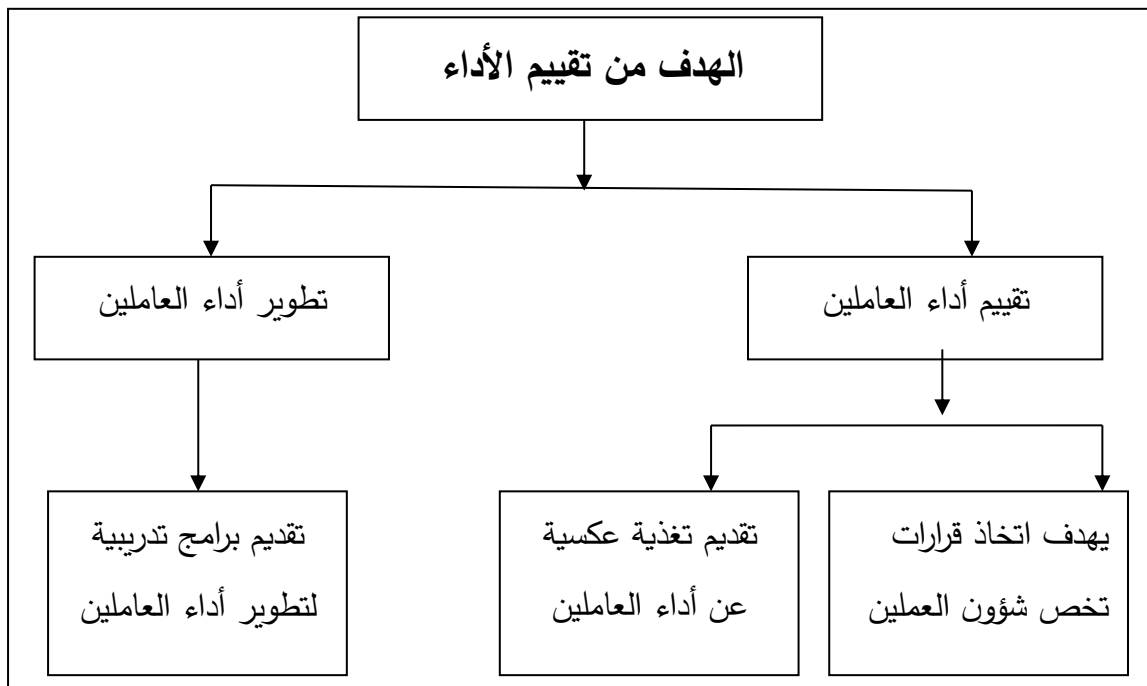 الهدف من تقييم الأداء
تقييم أداء العاملين
تطوير أداء العاملين
يهدف اتخاذ قرارات
تخص شؤون العملين
تقديم تغذية عكسية
عن أداء العاملين
تقديم برامج تدريبية
لتطوير أداء العاملين